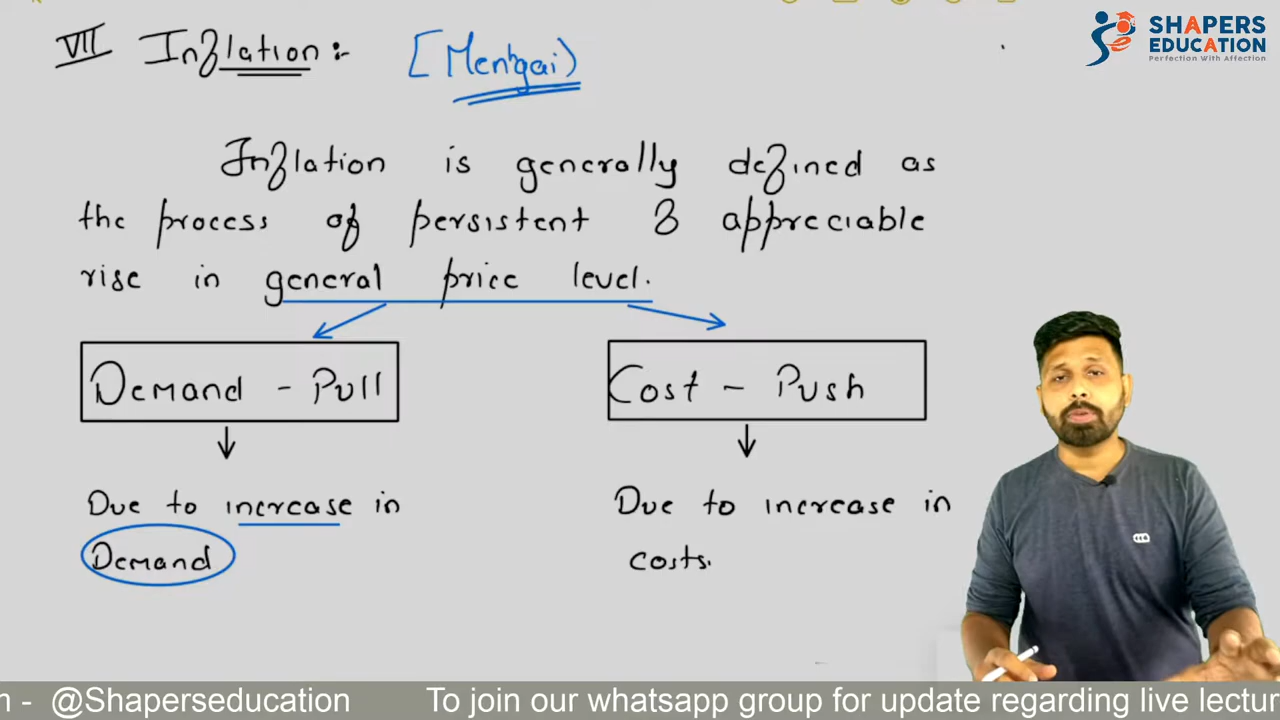 VII Inflation :- [Mengai)
SHAPERS
EDUCATION
Perfection With Affection
Inflation is generally defined as
the process of persistent & appreciable
rise in general price level.
Demand - Pull
Cost - Push
Due to increase in
Demand
Due to increase in
costs.
n - @Shaperseducation To join our whatsapp group for update regarding live lectur